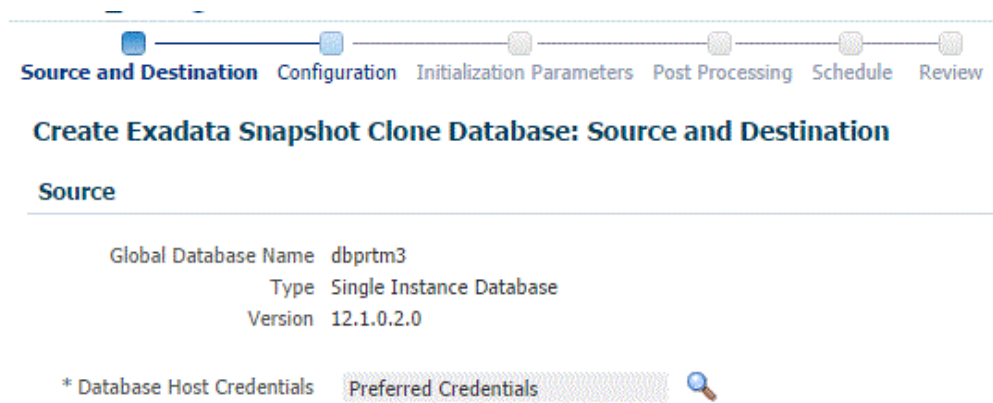 Source and Destination Configuration Initialization Parameters Post Processing Schedule Review
Create Exadata Snapshot Clone Database: Source and Destination
Source
Global Database Name dbprtm3
Type Single Instance Database
Version 12.1.0.2.0
* Database Host Credentials Preferred Credentials